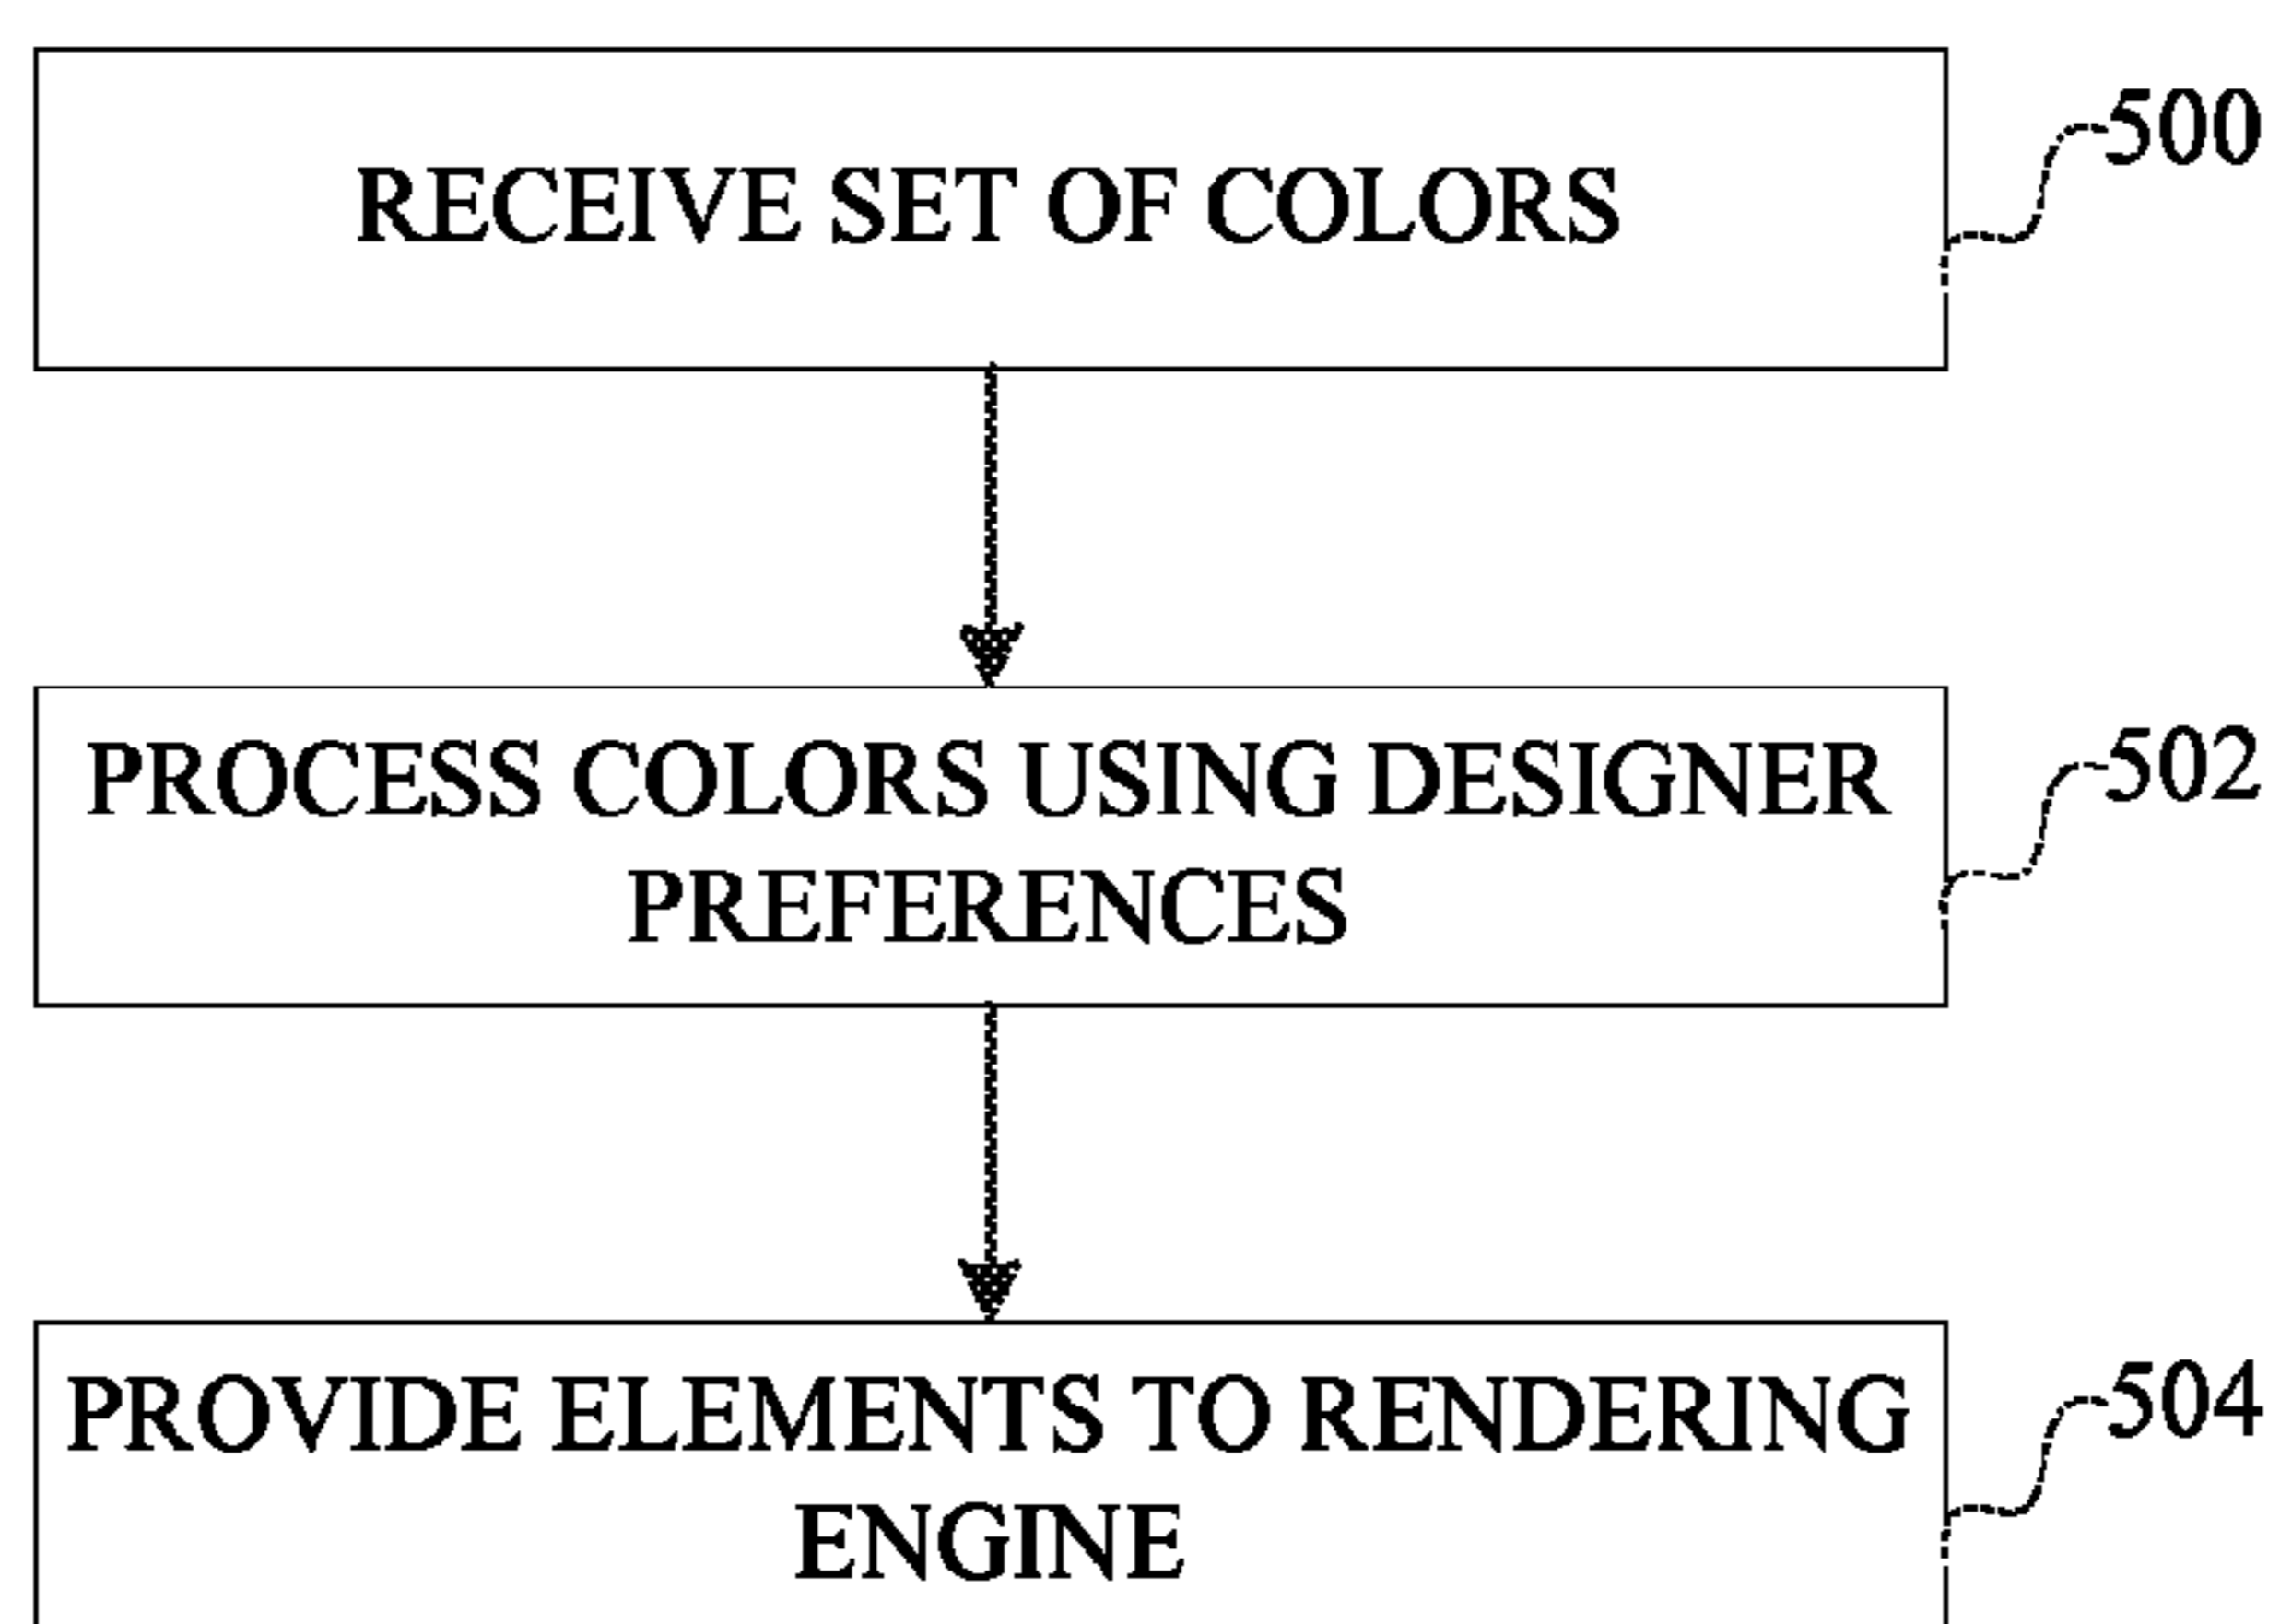 RECEIVE SET OF COLORS
500
PROCESS COLORS USING DESIGNER
PREFERENCES
502
PROVIDE ELEMENTS TO RENDERING
ENGINE
504